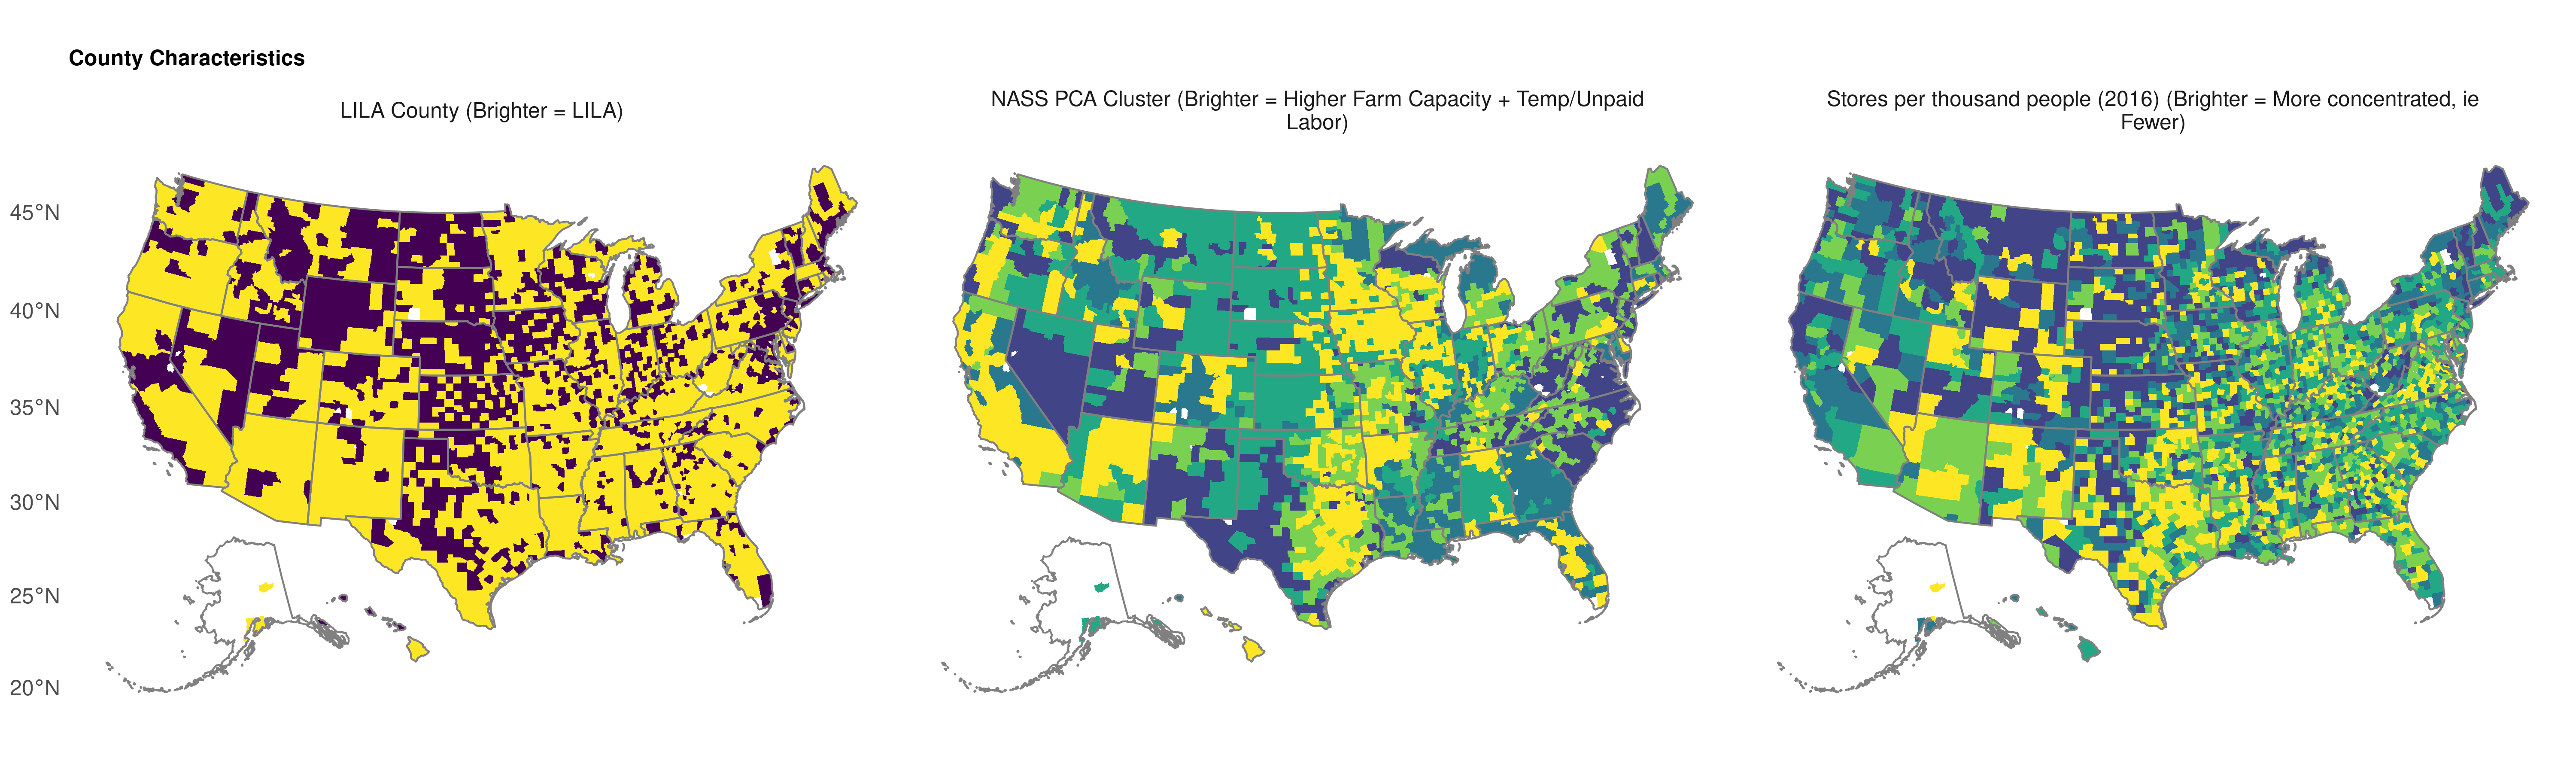 County Characteristics
LILA County (Brighter = LILA)
NASS PCA Cluster (Brighter = Higher Farm Capacity + Temp/Unpaid
Labor)
Stores per thousand people (2016) (Brighter = More concentrated, ie
Fewer)
45°N
40°N
35°N
30°N
25°N
20°N